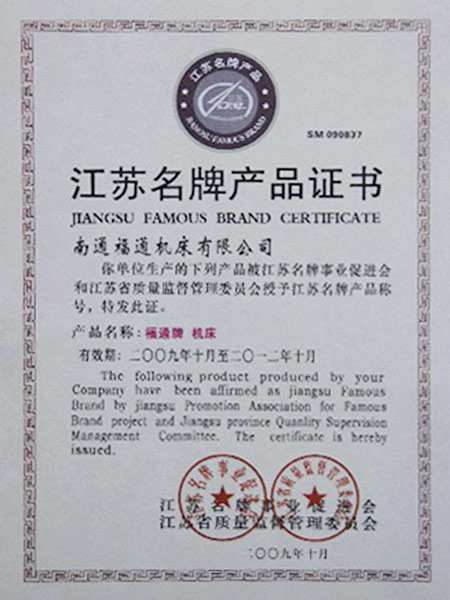 江苏名牌产品
JIANGSU FAMOUS BRAND
SM 090837
江苏名牌产品证书
JIANGSU FAMOUS BRAND CERTIFICATE
南通福通机床有限公司
你单位生产的下列产品被江苏名牌事业促进会
和江苏省质量监督管理委员会授予江苏名牌产品称
号，特发此证。
产品名称：福通牌 机床
有效期：二〇〇九年十月至二〇一二年十月
The following product produced by your
Company have been affirmed as jiangsu Famous
Brand by jiangsu Promotion Association for Famous
Brand project and Jiangsu province Quanlity Supervision
Management Committee. The certificate is hereby
issued.
江苏名牌事业促进会
江苏省质量监督管理委员会
二〇〇九年十月